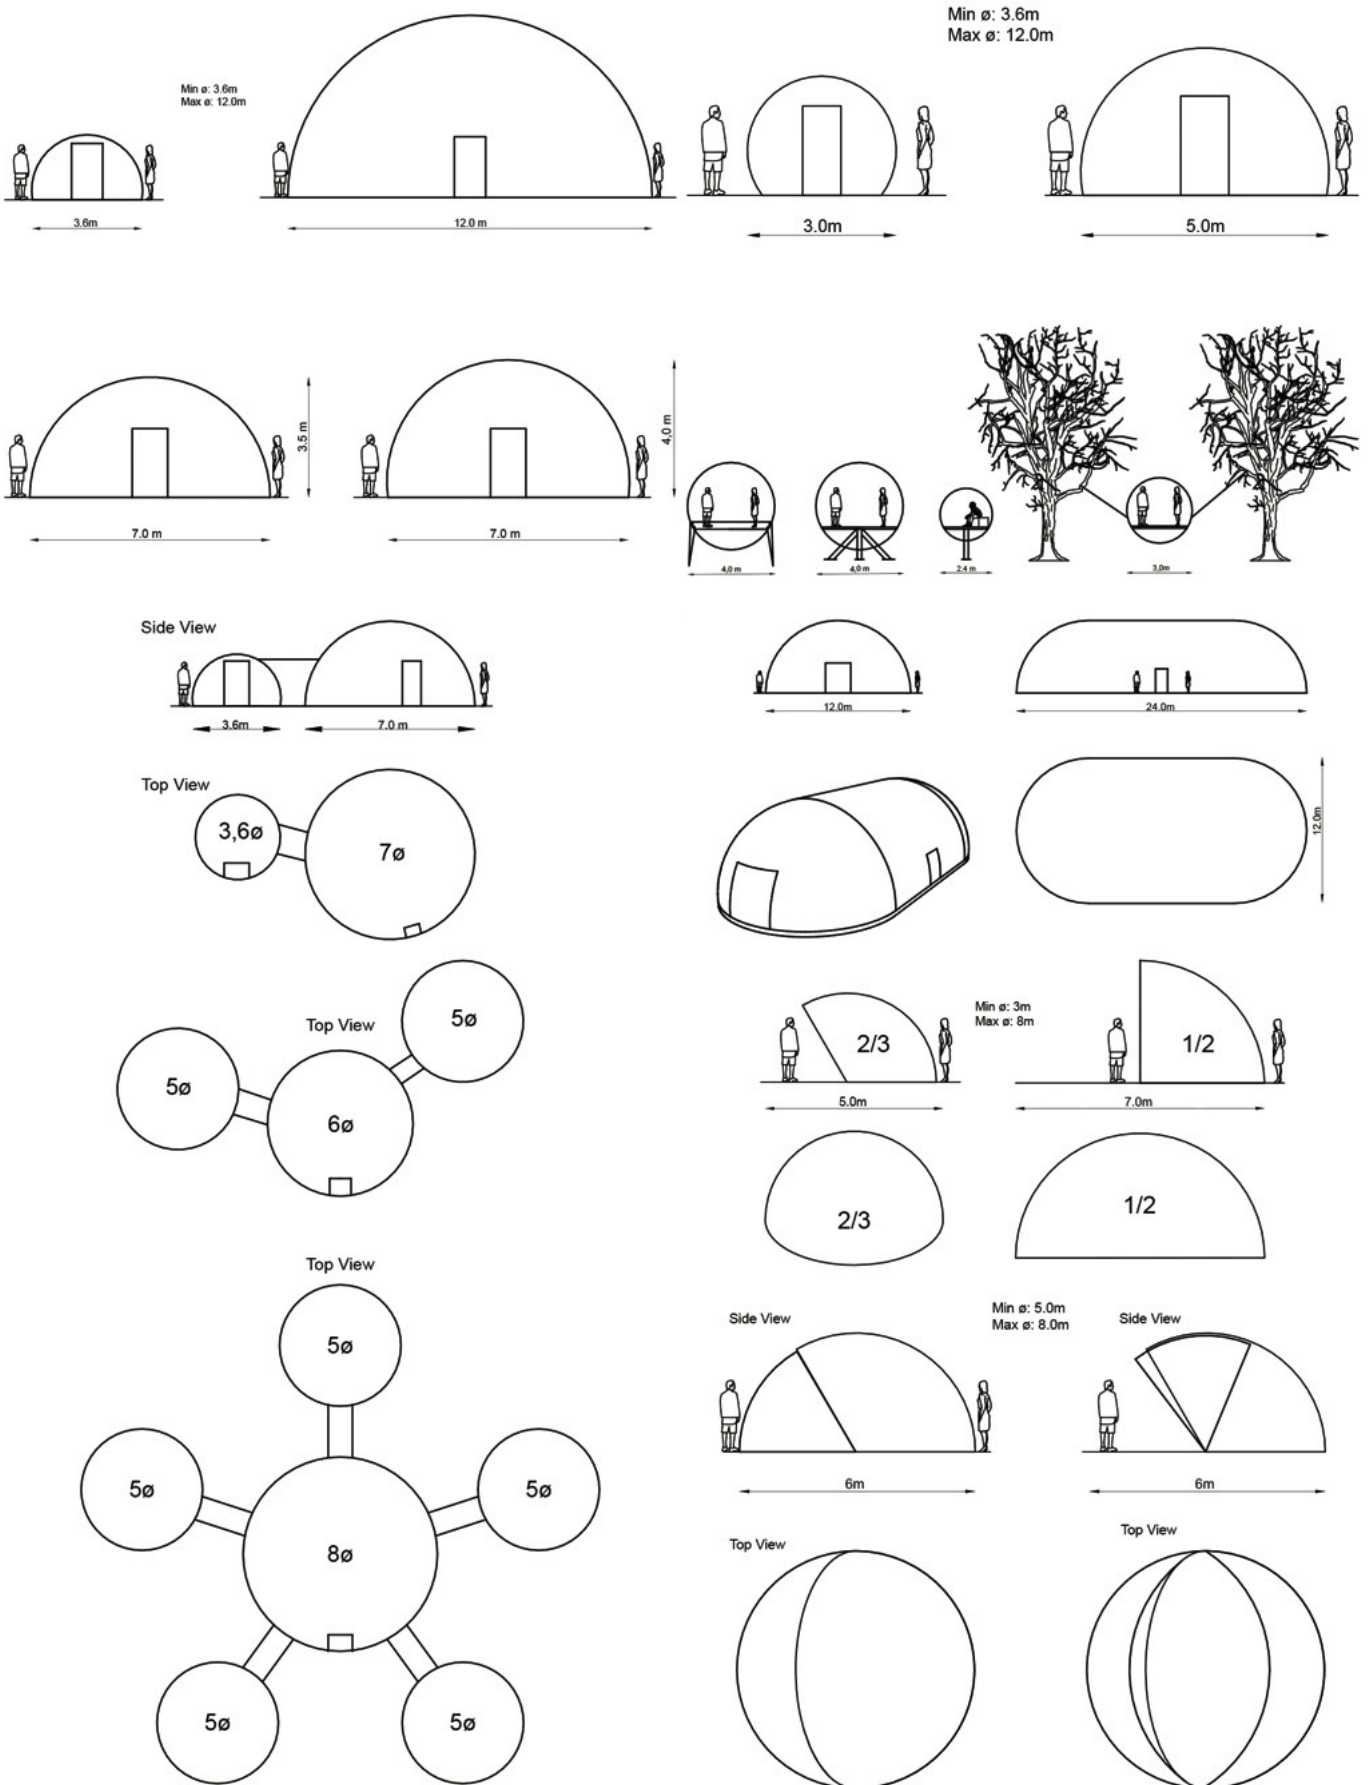 Min ø: 3.6m
Max ø: 12.0m
3.6m
12.0 m
Min ø: 3.6m
Max ø: 12.0m
3.0m
5.0m
3.5 m
7.0 m
4,0 m
7.0 m
4,0 m
4,0 m
2.4 m
3,0m
Side View
3.6m
7.0 m
12.0m
24.0m
Top View
3,6ø
7ø
12.0m
Top View
5ø
5ø
6ø
Min ø: 3m
Max ø: 8m
2/3
1/2
5.0m
7.0m
2/3
1/2
Top View
5ø
5ø
5ø
8ø
5ø
5ø
Side View
Min ø: 5.0m
Max ø: 8.0m
Side View
6m
6m
Top View
Top View